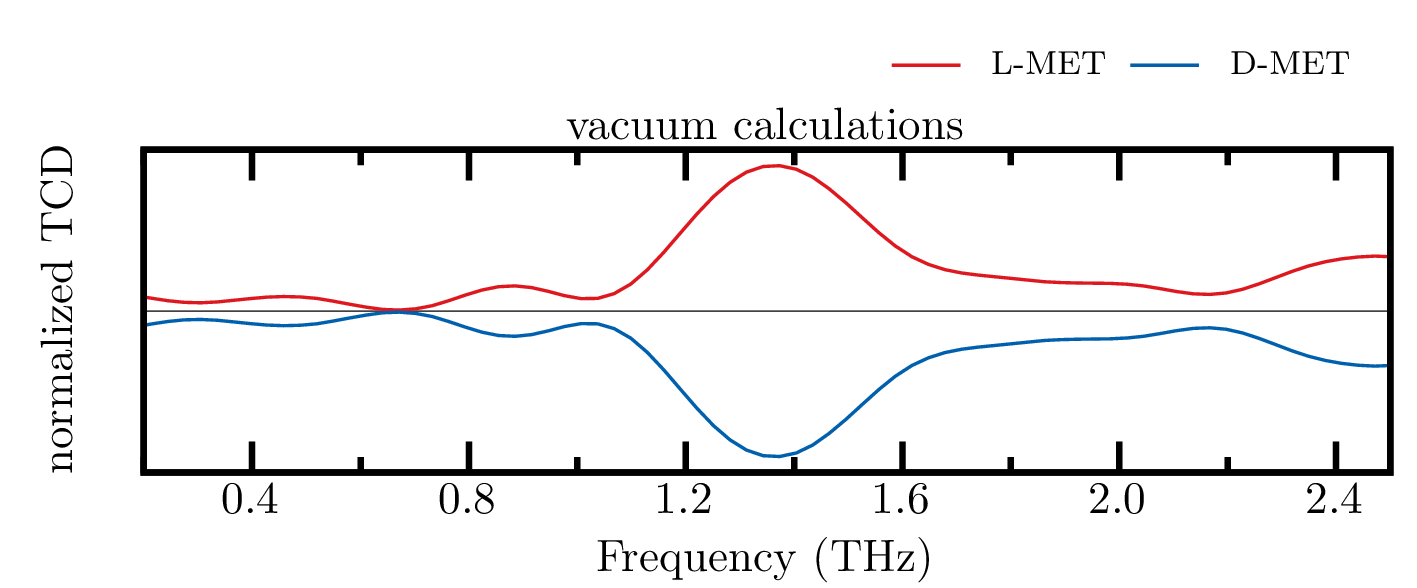 L-MET D-MET
vacuum calculations
normalized TCD
0.4 0.8 1.2 1.6 2.0 2.4
Frequency (THz)